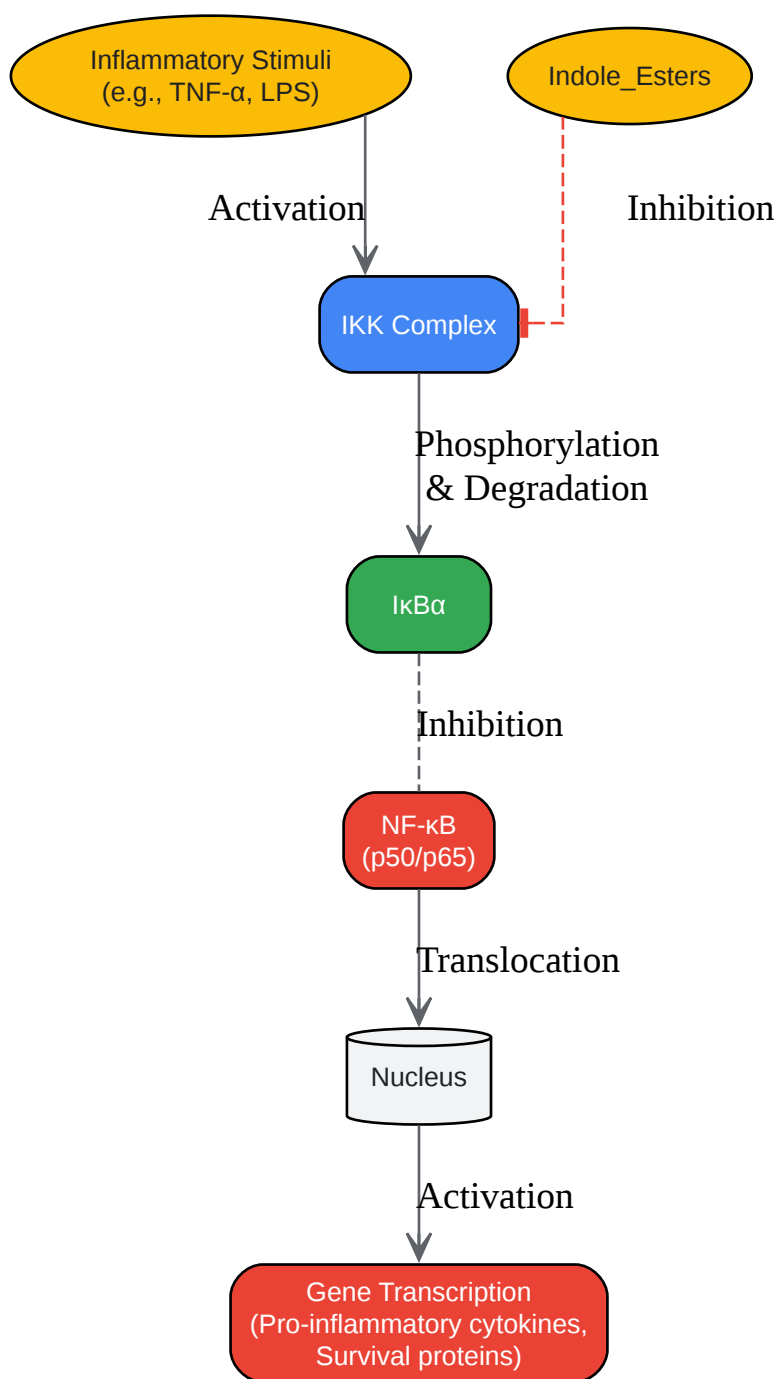 Inflammatory Stimuli
(e.g., TNF-α, LPS)
Indole_Esters
Activation
Inhibition
IKK Complex
Phosphorylation
& Degradation
IκBα
Inhibition
NF-κB
(p50/p65)
Translocation
Nucleus
Activation
Gene Transcription
(Pro-inflammatory cytokines,
Survival proteins)